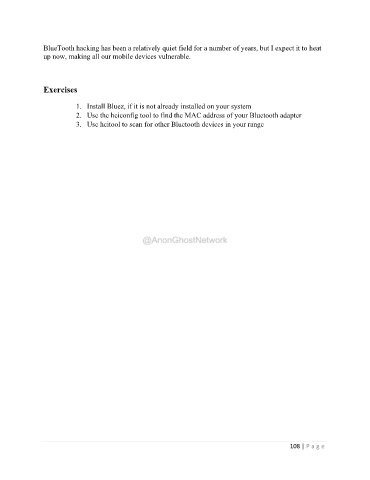 BlueTooth hacking has been a relatively quiet field for a number of years, but I expect it to heat
up now, making all our mobile devices vulnerable.
Exercises
1. Install Bluez, if it is not already installed on your system
2. Use the hciconfig tool to find the MAC address of your Bluetooth adapter
3. Use hcitool to scan for other Bluetooth devices in your range
@AnonGhostNetwork
108 | Page